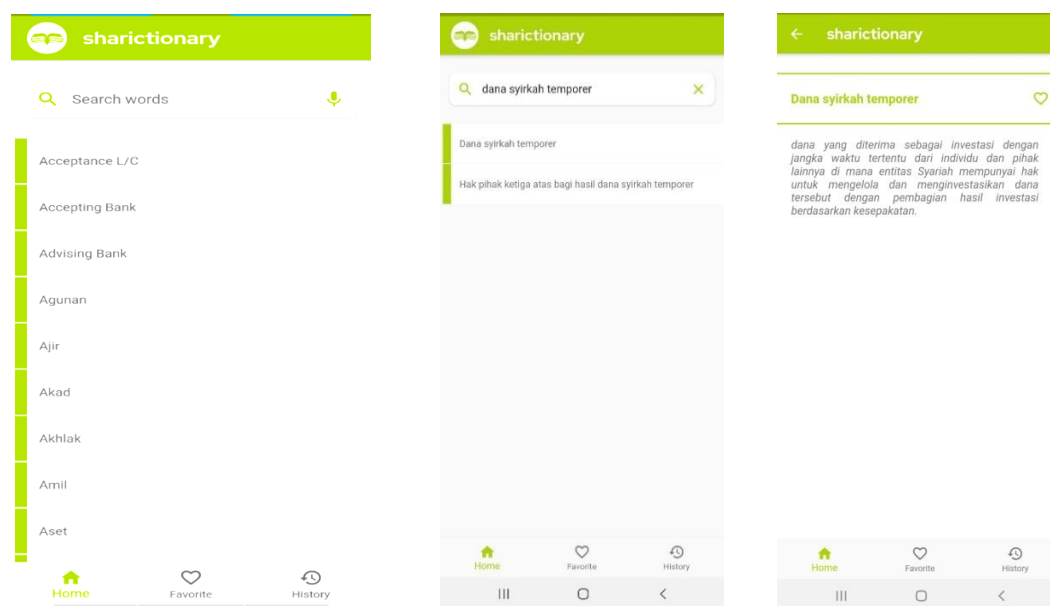 sharictionary
Search words
Acceptance L/C
Accepting Bank
Advising Bank
Agunan
Ajir
Akad
Akhlak
Amil
Aset
Home
Favorite
History
sharictionary
dana syirkah temporer
Dana syirkah temporer
Hak pihak ketiga atas bagi hasil dana syirkah temporer
Home
Favorite
History
sharictionary
Dana syirkah temporer
dana yang diterima sebagai investasi dengan
jangka waktu tertentu dari individu dan pihak
lainnya di mana entitas Syariah mempunyai hak
untuk mengelola dan menginvestasikan dana
tersebut dengan pembagian hasil investasi
berdasarkan kesepakatan.
Home
Favorite
History